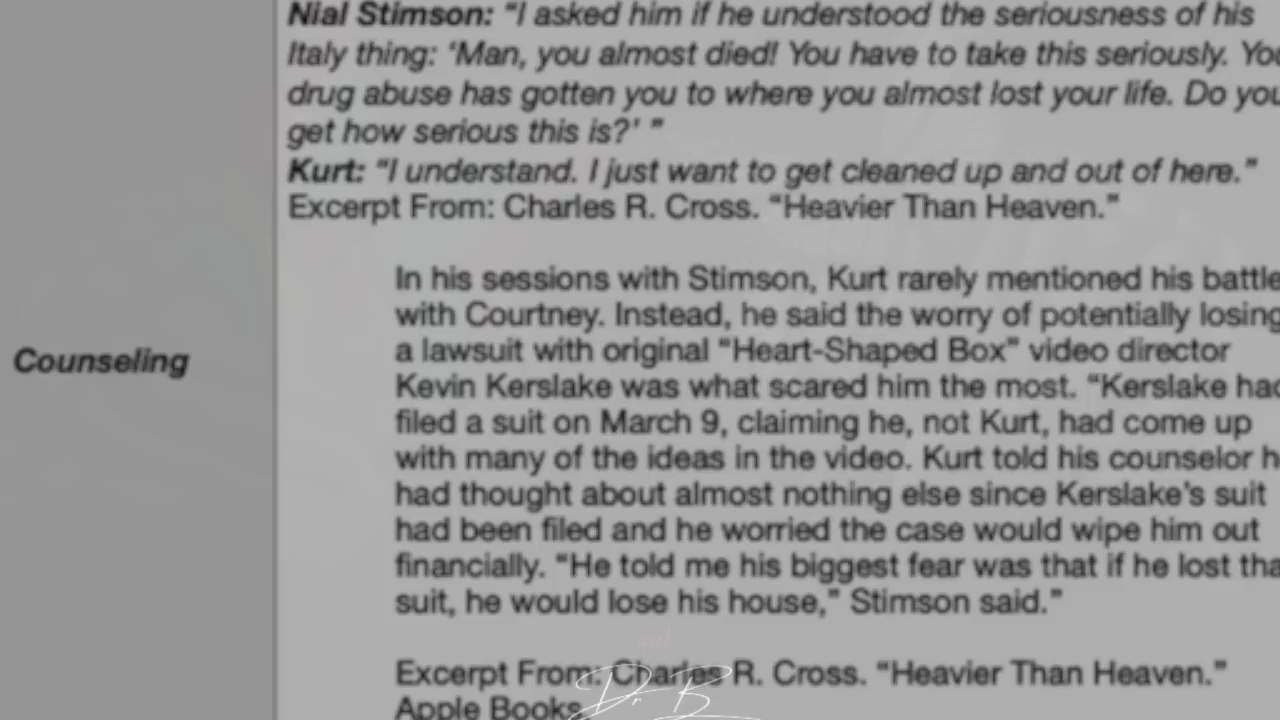 Nial Stimson: “I asked him if he understood the seriousness of his
Italy thing: ‘Man, you almost died! You have to take this seriously. You
drug abuse has gotten you to where you almost lost your life. Do you
get how serious this is?’ ”
Kurt: “I understand. I just want to get cleaned up and out of here.”
Excerpt From: Charles R. Cross. “Heavier Than Heaven.”
Counseling
In his sessions with Stimson, Kurt rarely mentioned his battle
with Courtney. Instead, he said the worry of potentially losing
a lawsuit with original “Heart-Shaped Box” video director
Kevin Kerslake was what scared him the most. “Kerslake had
filed a suit on March 9, claiming he, not Kurt, had come up
with many of the ideas in the video. Kurt told his counselor h
had thought about almost nothing else since Kerslake’s suit
had been filed and he worried the case would wipe him out
financially. “He told me his biggest fear was that if he lost tha
suit, he would lose his house,” Stimson said.”
Excerpt From: Charles R. Cross. “Heavier Than Heaven.”
Apple Books.
with
Dr. B